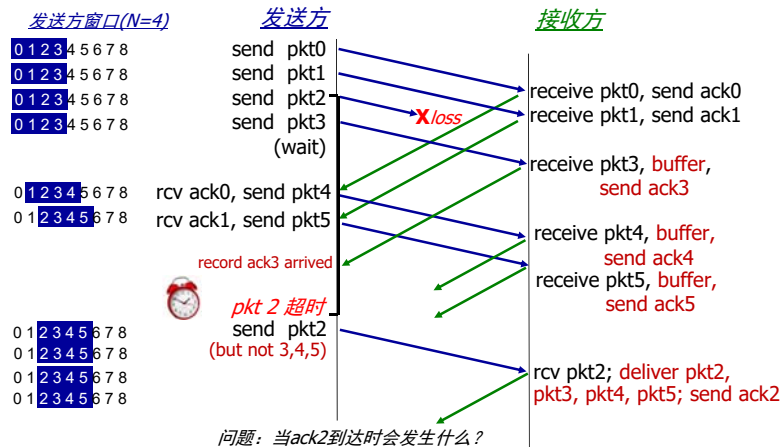 发送方窗口(N=4)
发送方
接收方
0 1 2 3 4 5 6 7 8
send pkt0
0 1 2 3 4 5 6 7 8
send pkt1
0 1 2 3 4 5 6 7 8
send pkt2
0 1 2 3 4 5 6 7 8
send pkt3
(wait)
X loss
receive pkt0, send ack0
receive pkt1, send ack1
receive pkt3, buffer,
send ack3
0 1 2 3 4 5 6 7 8
rcv ack0, send pkt4
0 1 2 3 4 5 6 7 8
rcv ack1, send pkt5
record ack3 arrived
receive pkt4, buffer,
send ack4
receive pkt5, buffer,
send ack5
pkt 2 超时
0 1 2 3 4 5 6 7 8
send pkt2
0 1 2 3 4 5 6 7 8
(but not 3,4,5)
0 1 2 3 4 5 6 7 8
0 1 2 3 4 5 6 7 8
rcv pkt2; deliver pkt2,
pkt3, pkt4, pkt5; send ack2
问题：当ack2到达时会发生什么？